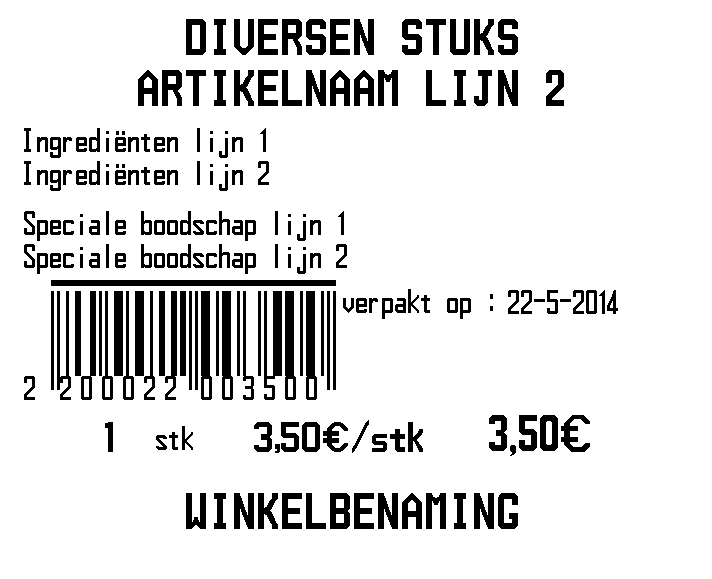 DIVERSEN STUKS
ARTIKELNAAM LIJN 2
Ingrediënten lijn 1
Ingrediënten lijn 2
Speciale boodschap lijn 1
Speciale boodschap lijn 2
verpakt op : 22-5-2014
2 200022 003500
1 stk 3,50€/stk 3,50€
WINKELBENAMING